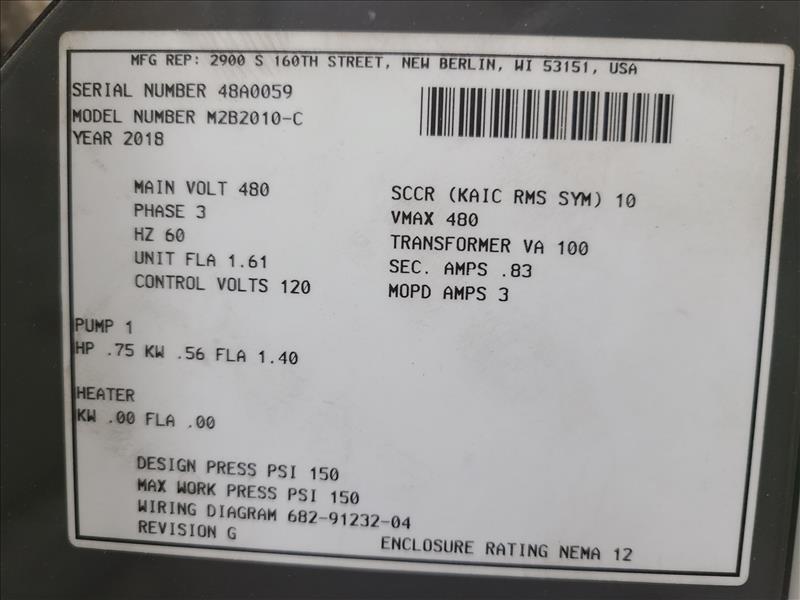 MFG REP: 2900 S 160TH STREET, NEW BERLIN, WI 53151, USA
SERIAL NUMBER 48A0059
MODEL NUMBER M2B2010-C
YEAR 2018
MAIN VOLT 480
PHASE 3
HZ 60
UNIT FLA 1.61
CONTROL VOLTS 120
SCCR (KAIC RMS SYM) 10
VMAX 480
TRANSFORMER VA 100
SEC. AMPS .83
MOPD AMPS 3
PUMP 1
HP .75 KW .56 FLA 1.40
HEATER
KW .00 FLA .00
DESIGN PRESS PSI 150
MAX WORK PRESS PSI 150
WIRING DIAGRAM 682-91232-04
REVISION G
ENCLOSURE RATING NEMA 12